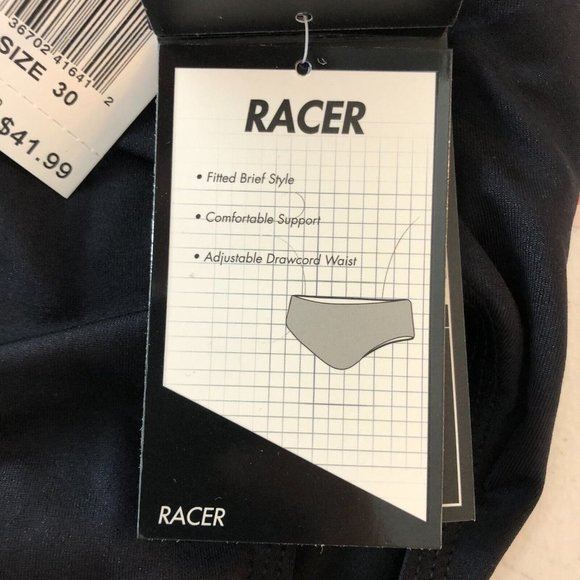 36702 41641 2
SIZE 30
$41.99
RACER
• Fitted Brief Style
• Comfortable Support
• Adjustable Drawcord Waist
RACER